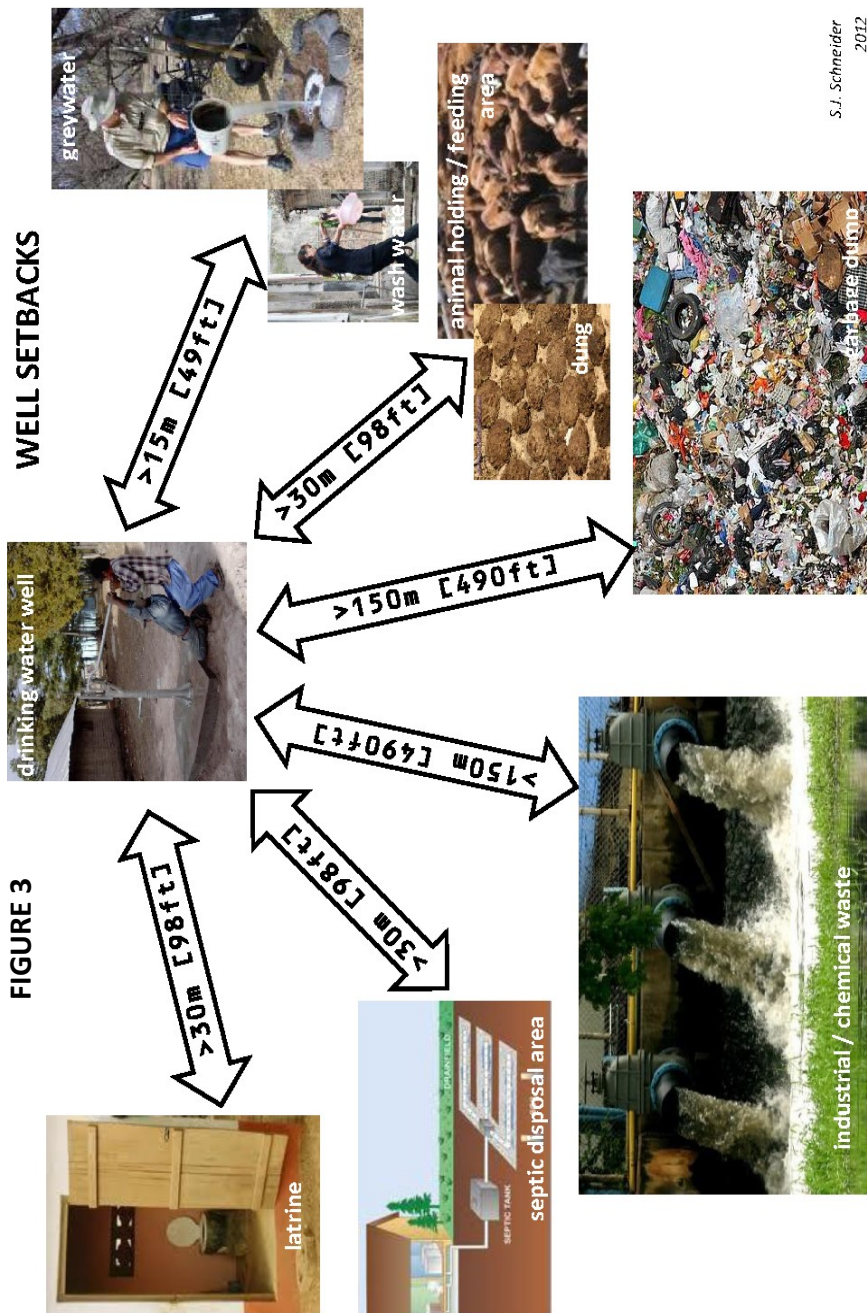 FIGURE 3
WELL SETBACKS
drinking water well
>30m [98ft]
>15m [49ft]
greywater
wash water
latrine
>30m [98ft]
>30m [98ft]
animal holding / feeding
area
dung
DRAINFIELD
SEPTIC TANK
septic disposal area
>150m [490ft]
>150m [490ft]
industrial / chemical waste
garbage dump
S.J. Schneider
2012